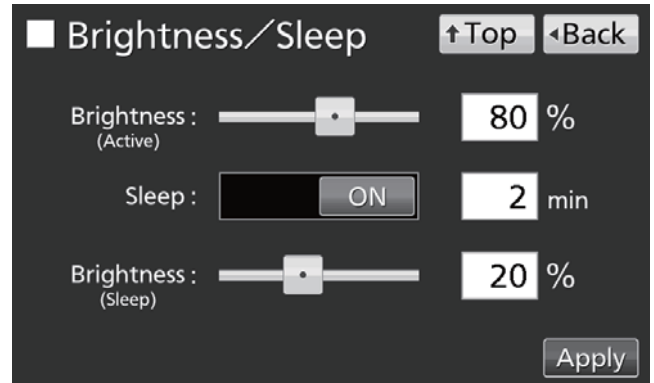 Brightness／Sleep ↑Top ◂Back
Brightness : 80 %
(Active)
Sleep : ON 2 min
Brightness : 20 %
(Sleep)
Apply